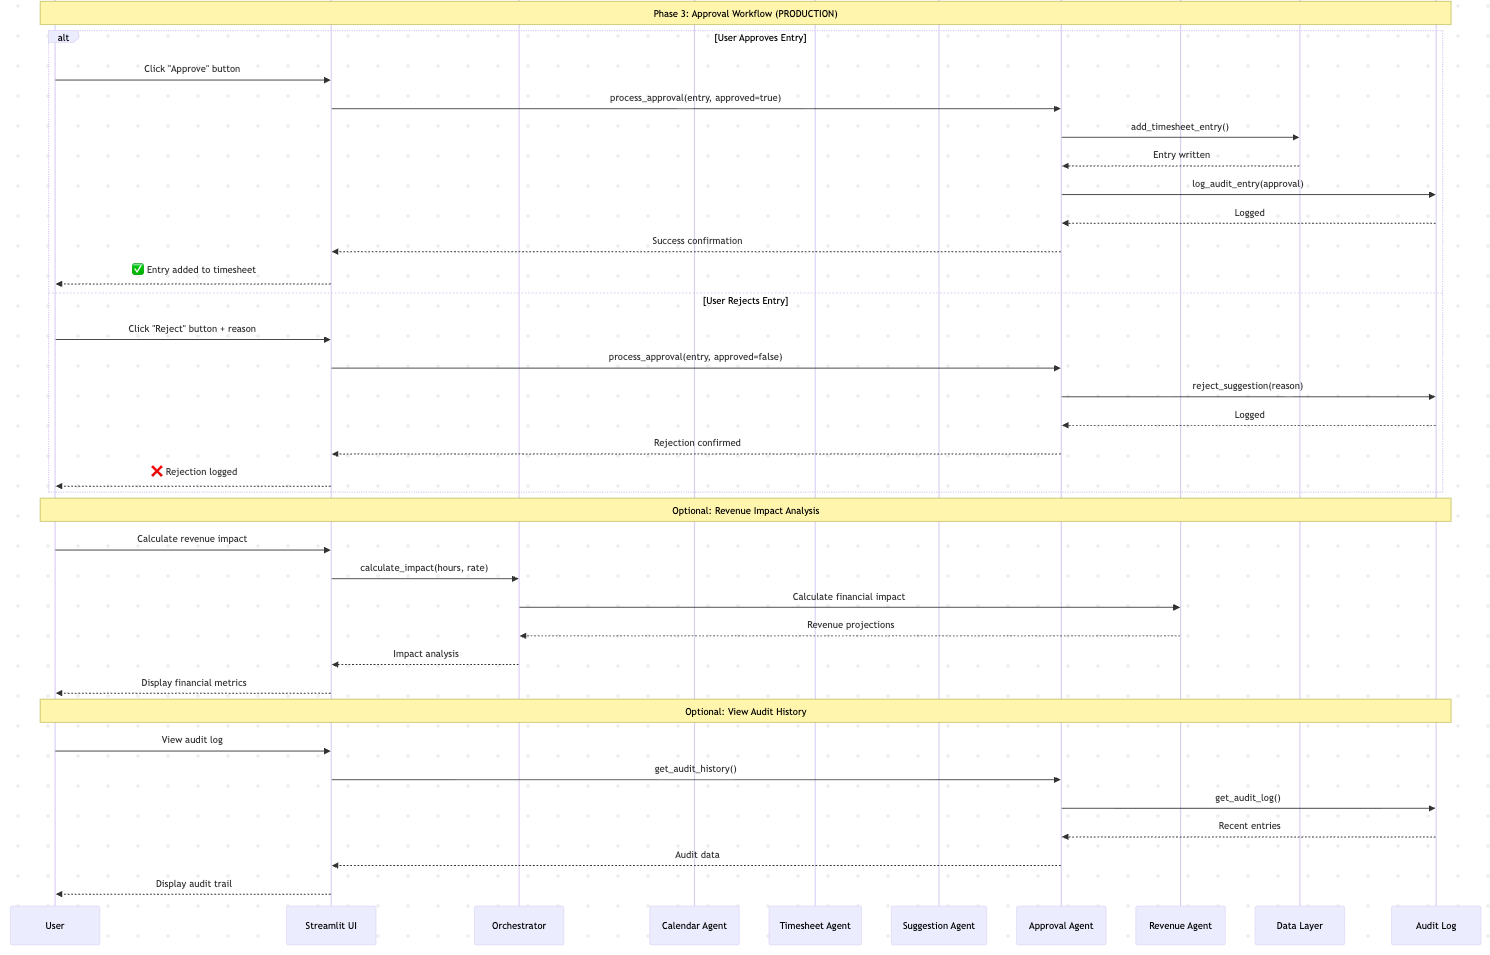 Phase 3: Approval Workflow (PRODUCTION)
alt
[User Approves Entry]
Click "Approve" button
process_approval(entry, approved=true)
add_timesheet_entry()
Entry written
log_audit_entry(approval)
Logged
Success confirmation
✅ Entry added to timesheet
[User Rejects Entry]
Click "Reject" button + reason
process_approval(entry, approved=false)
reject_suggestion(reason)
Logged
Rejection confirmed
❌ Rejection logged
Optional: Revenue Impact Analysis
Calculate revenue impact
calculate_impact(hours, rate)
Calculate financial impact
Revenue projections
Impact analysis
Display financial metrics
Optional: View Audit History
View audit log
get_audit_history()
get_audit_log()
Recent entries
Audit data
Display audit trail
User
Streamlit UI
Orchestrator
Calendar Agent
Timesheet Agent
Suggestion Agent
Approval Agent
Revenue Agent
Data Layer
Audit Log